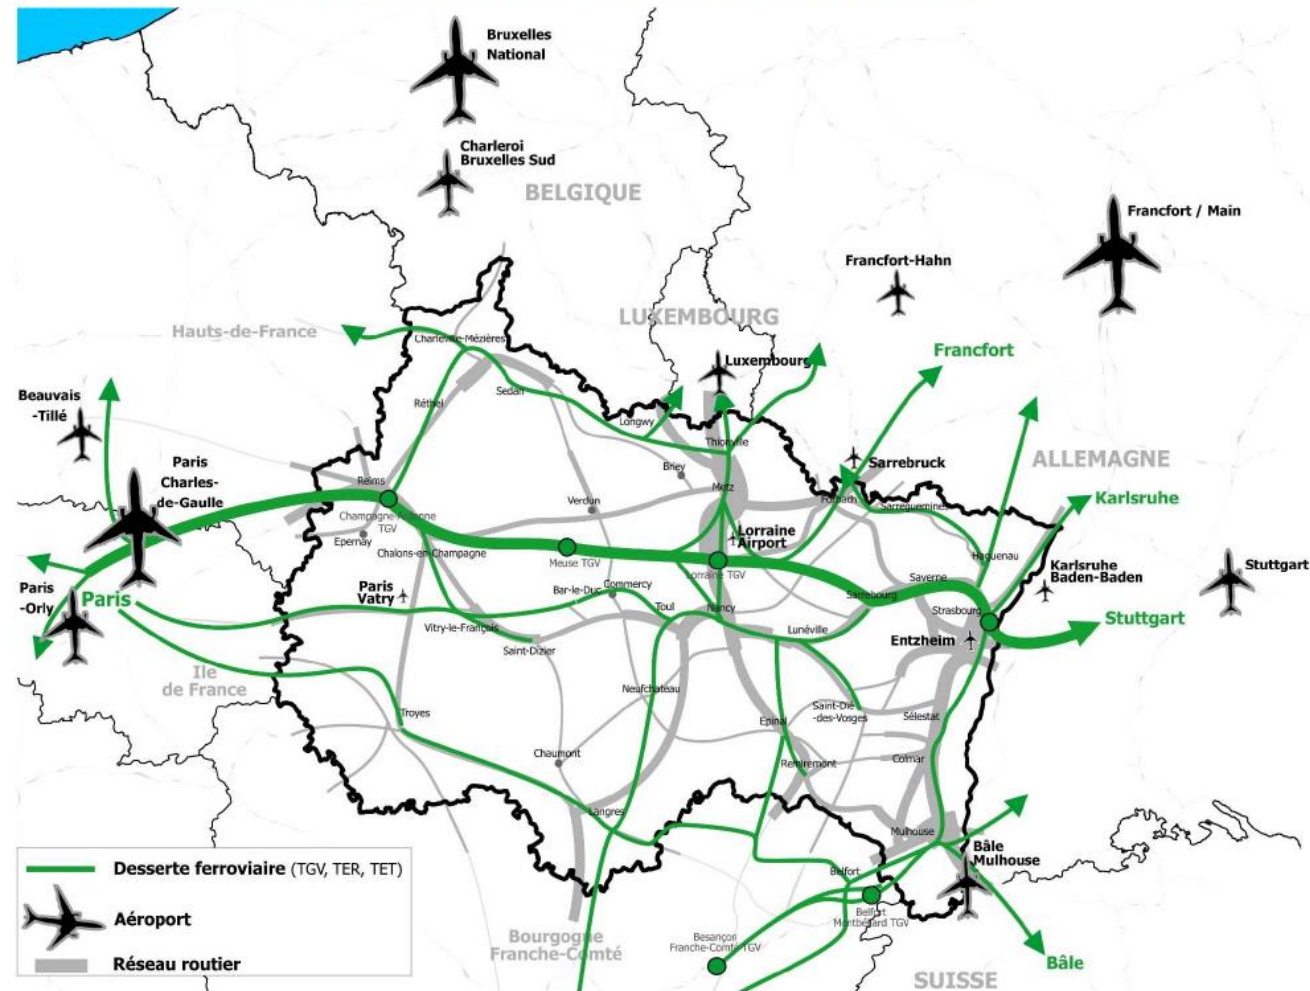 Bruxelles
National
Charleroi
Bruxelles Sud
BELGIQUE
Francfort / Main
Francfort-Hahn
LUXEMBOURG
Hauts-de-France
Charleville-Mézières
Luxembourg
Francfort
Beauvais
-Tillé
Sedan
Réthel
Longwy
Thionville
Paris
Charles-
de-Gaulle
Briey
Sarrebruck
ALLEMAGNE
Reims
Metz
Forbach
Karlsruhe
Verdun
Sarreguemines
Champagne-Ardenne
TGV
Epernay
Lorraine
Airport
Chalons-en-Champagne
Meuse TGV
Lorraine TGV
Haguenau
Karlsruhe
Baden-Baden
Stuttgart
Saverne
Paris
-Orly
Paris
Paris
Vatry
Bar-le-Duc
Commercy
Toul
Nancy
Sarrebourg
Strasbourg
Stuttgart
Vitry-le-François
Saint-Dizier
Lunéville
Entzheim
Ile
de France
Neufchateau
Troyes
Epinal
Saint-Dié
-des-Vosges
Sélestat
Chaumont
Remiremont
Colmar
Langres
Mulhouse
Bâle
Mulhouse
Belfort
Belfort
Montbéliard TGV
Besançon
Franche-Comté TGV
Bourgogne
Franche-Comté
Bâle
SUISSE
Desserte ferroviaire (TGV, TER, TET)
Aéroport
Réseau routier